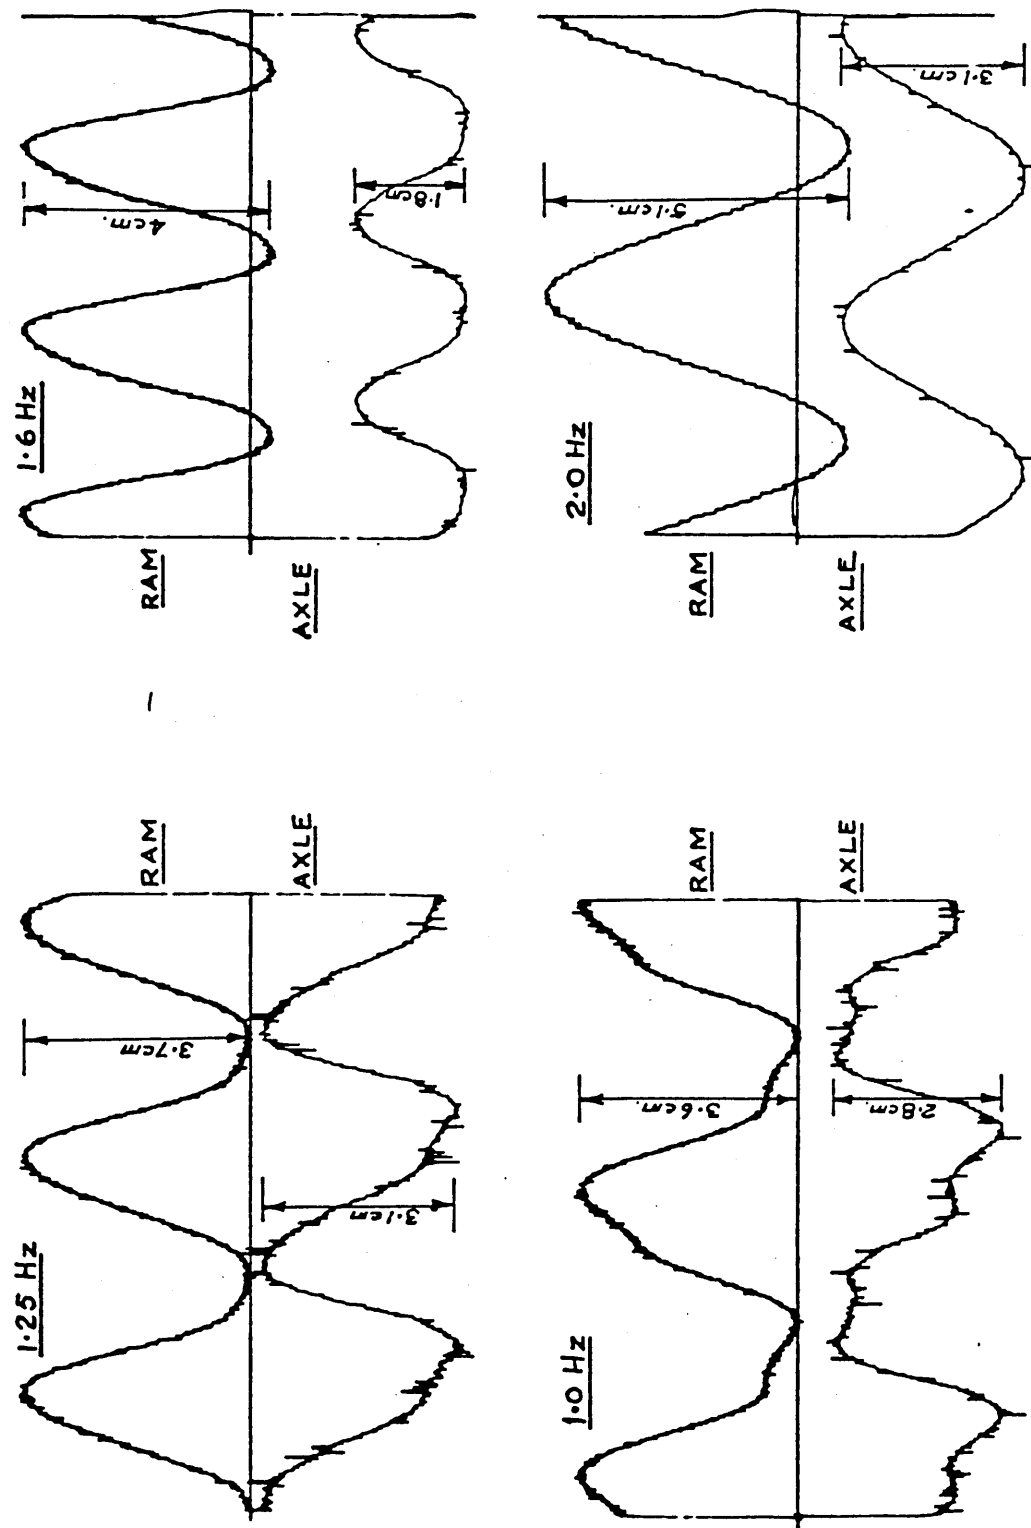 1.25 Hz
3.7cm
3.1cm
RAM
AXLE
1.6 Hz
4cm.
1.8cm
RAM
AXLE
1.0 Hz
3.6cm.
2.8cm.
RAM
AXLE
2.0 Hz
5.1cm.
3.1cm.
RAM
AXLE